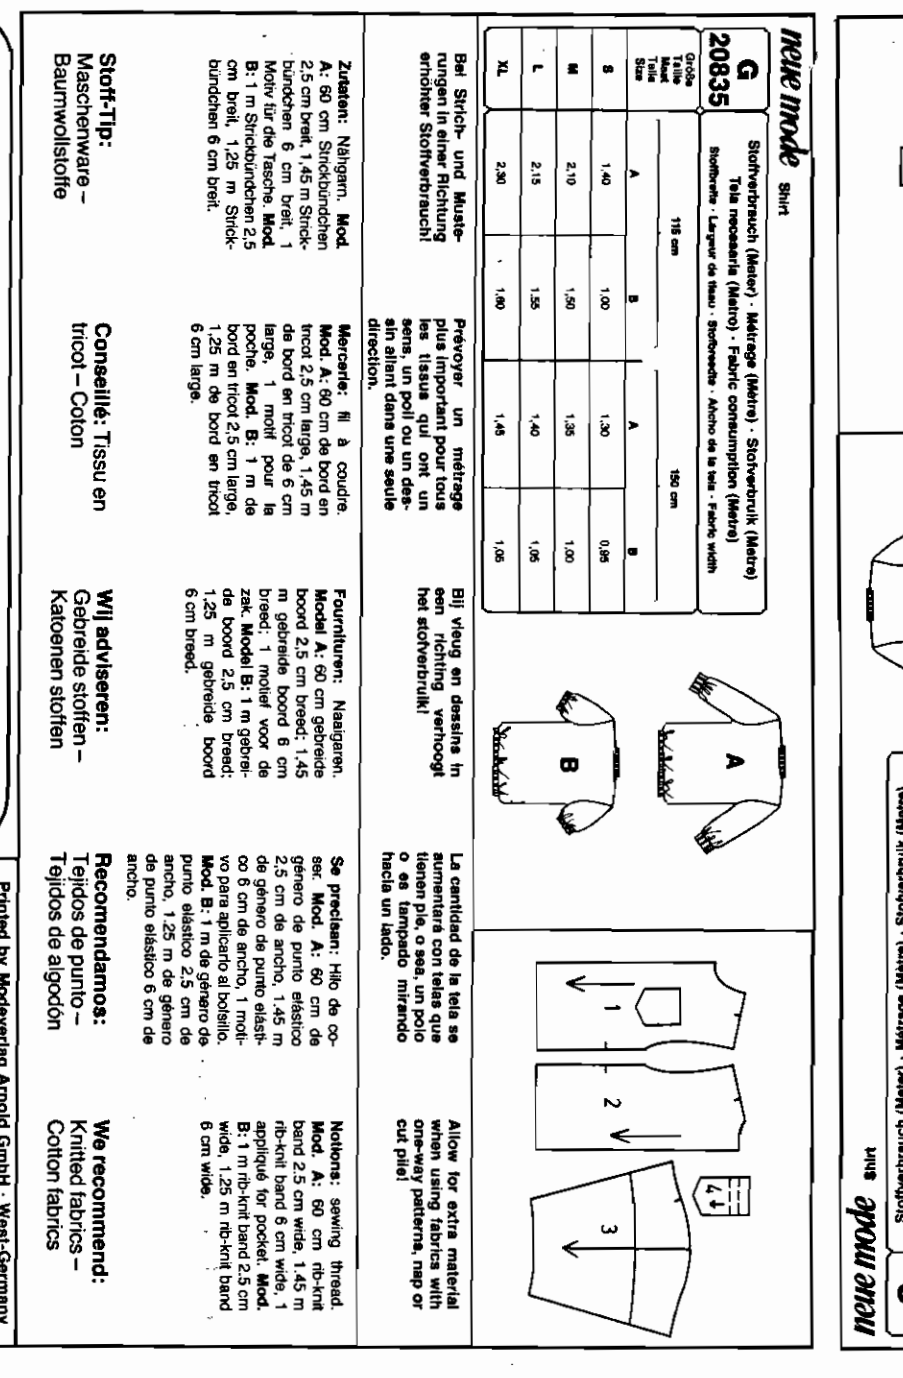 neue mode Shirt
G
20835
Stoffverbrauch (Meter) · Métrage (Mètre) · Stofverbruik (Metre)
Tela necesaria (Metro) · Fabric consumption (Metre)
Stoffbreite · Largeur de tissu · Stofbreedte · Ancho de la tela · Fabric width
Größe
Taille
Maat
Talla
Size
115 cm 150 cm
A B A B
S 1,40 1,00 1,30 0,95
M 2,10 1,50 1,35 1,00
L 2,15 1,55 1,40 1,05
XL 2,30 1,60 1,45 1,05
A
B
1
2
3
4
Bei Strich- und Muste-
rungen in einer Richtung
erhöhter Stoffverbrauch!
Prévoyer un métrage
plus important pour tous
les tissus qui ont un
sens, un poil ou un des-
sin allant dans une seule
direction.
Bij vleug en dessins in
een richting verhoogt
het stofverbruik!
La cantidad de la tela se
aumentará con telas que
tienen pie, o sea, un polo
o es tampado mirando
hacia un lado.
Allow for extra material
when using fabrics with
one-way patterns, nap or
cut pile!
Zutaten: Nähgarn. Mod.
A: 60 cm Strickbündchen
2,5 cm breit, 1,45 m Strick-
bündchen 6 cm breit, 1
Motiv für die Tasche. Mod.
B: 1 m Strickbündchen 2,5
cm breit, 1,25 m Strick-
bündchen 6 cm breit.
Mercerie: fil à coudre.
Mod. A: 60 cm de bord en
tricot 2,5 cm large, 1,45 m
de bord en tricot de 6 cm
large, 1 motif pour la
poche. Mod. B: 1 m de
bord en tricot 2,5 cm large,
1,25 m de bord en tricot
6 cm large.
Fournituren: Naaigaren.
Model A: 60 cm gebreide
boord 2,5 cm breed; 1,45
m gebreide boord 6 cm
breed; 1 motief voor de
zak. Model B: 1 m gebrei-
de boord 2,5 cm breed;
1,25 m gebreide boord
6 cm breed.
Se precisan: Hilo de co-
ser. Mod. A: 60 cm de
género de punto elástico
2,5 cm de ancho, 1.45 m
de género de punto elásti-
co 6 cm de ancho, 1 moti-
vo para aplicarlo al bolsillo.
Mod. B: 1 m de género de
punto elástico 2,5 cm de
ancho, 1.25 m de género
de punto elástico 6 cm de
ancho.
Notions: sewing thread.
Mod. A: 60 cm rib-knit
band 2.5 cm wide, 1.45 m
rib-knit band 6 cm wide, 1
appliqué for pocket. Mod.
B: 1 m rib-knit band 2.5 cm
wide, 1.25 m rib-knit band
6 cm wide.
Stoff-Tip:
Maschenware –
Baumwollstoffe
Conseillé: Tissu en
tricot – Coton
Wij adviseren:
Gebreide stoffen –
Katoenen stoffen
Recomendamos:
Tejidos de punto –
Tejidos de algodón
We recommend:
Knitted fabrics –
Cotton fabrics
Printed by Modeverlag Arnold GmbH · West-Germany
neue mode Shirt